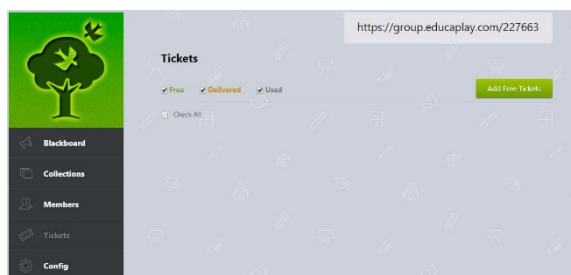 https://group.educaplay.com/227663
Tickets
Free Delivered Used
Add Free Tickets
Check All
Blackboard
Collections
Members
Tickets
Config